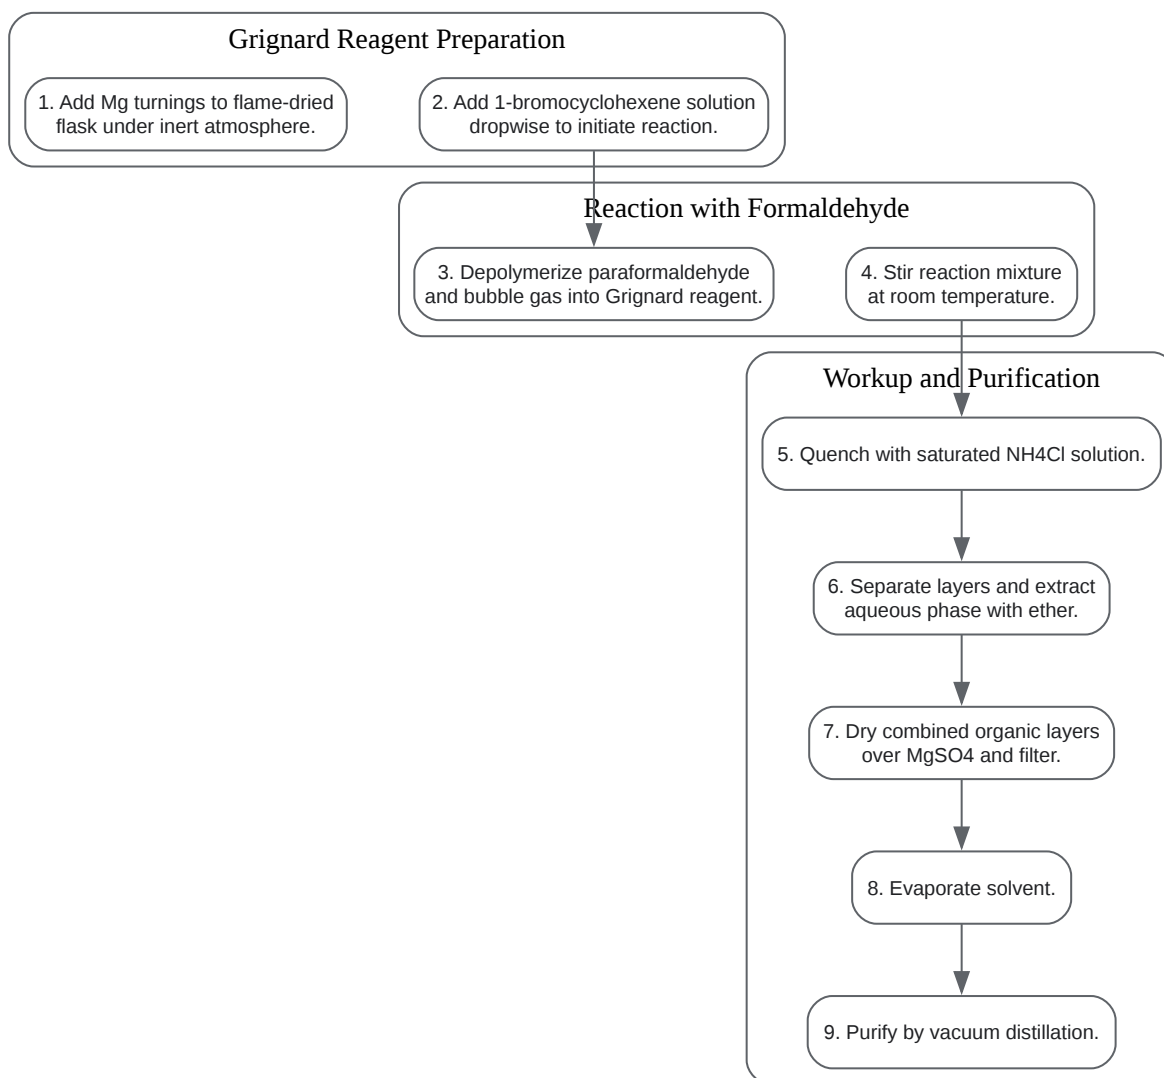 Grignard Reagent Preparation
1. Add Mg turnings to flame-dried
flask under inert atmosphere.
2. Add 1-bromocyclohexene solution
dropwise to initiate reaction.
Reaction with Formaldehyde
3. Depolymerize paraformaldehyde
and bubble gas into Grignard reagent.
4. Stir reaction mixture
at room temperature.
Workup and Purification
5. Quench with saturated NH4Cl solution.
6. Separate layers and extract
aqueous phase with ether.
7. Dry combined organic layers
over MgSO4 and filter.
8. Evaporate solvent.
9. Purify by vacuum distillation.